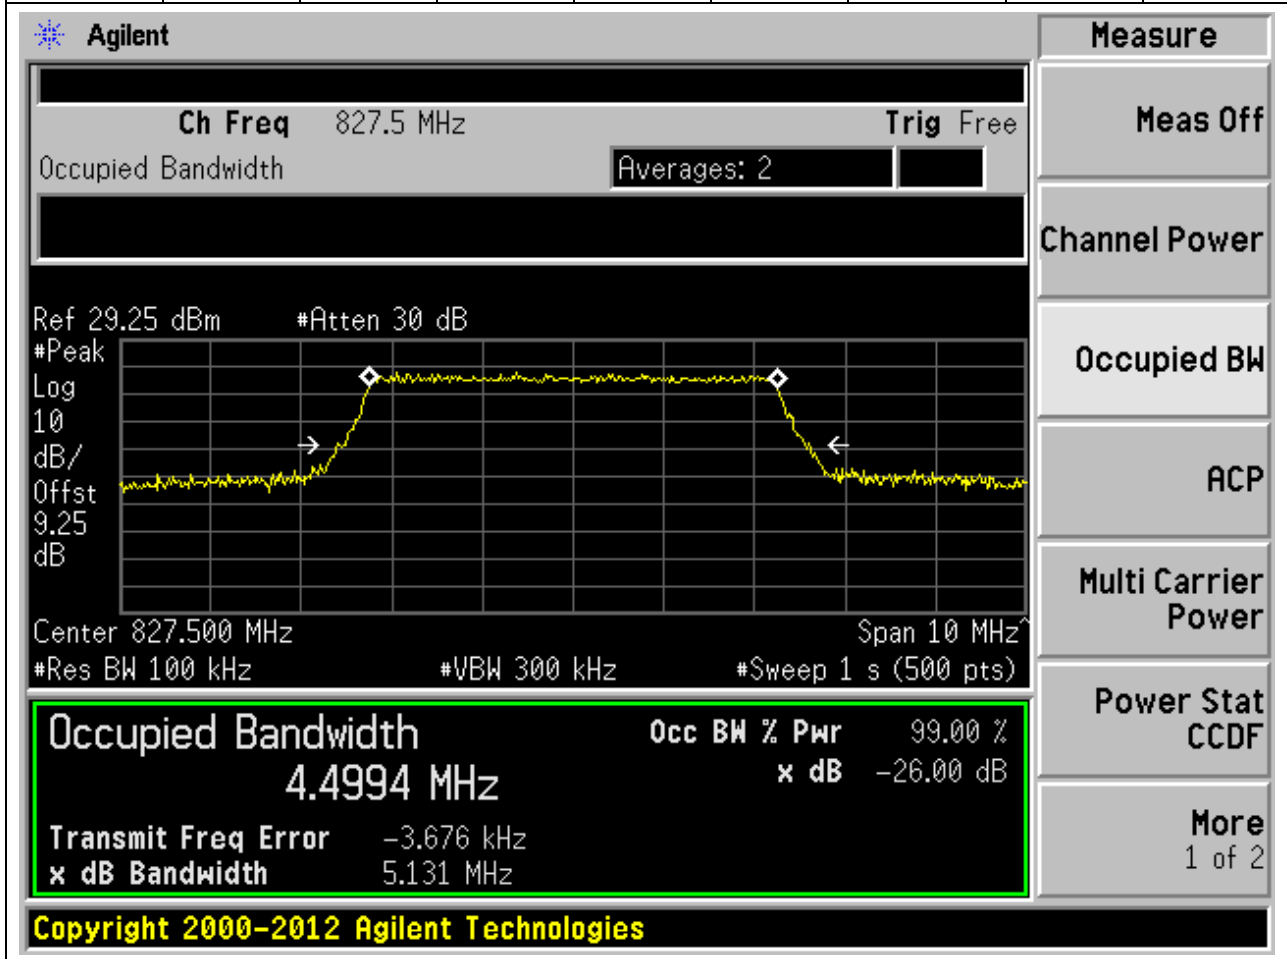 Agilent
Measure
Ch Freq 827.5 MHz Trig Free
Occupied Bandwidth Averages: 2
Meas Off
Channel Power
Occupied BW
ACP
Multi Carrier
Power
Power Stat
CCDF
More
1 of 2
Ref 29.25 dBm #Atten 30 dB
#Peak
Log
10
dB/
Offst
9.25
dB
Center 827.500 MHz Span 10 MHz^
#Res BW 100 kHz #VBW 300 kHz #Sweep 1 s (500 pts)
Occupied Bandwidth Occ BW % Pwr 99.00 %
4.4994 MHz x dB -26.00 dB
Transmit Freq Error -3.676 kHz
x dB Bandwidth 5.131 MHz
Copyright 2000-2012 Agilent Technologies